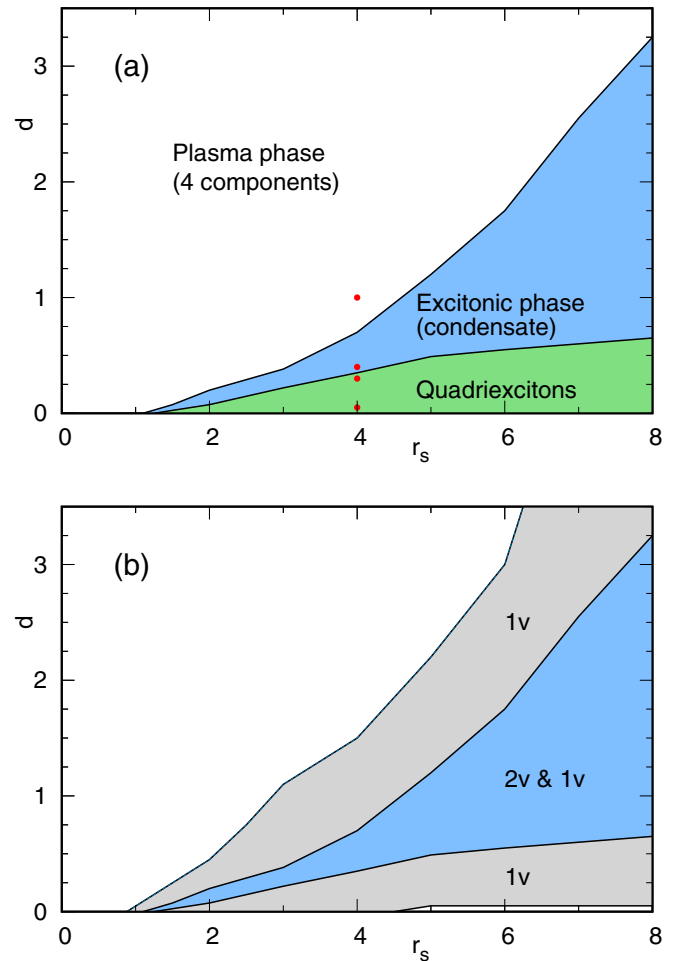 (a)
3
2
1
0
d
Plasma phase
(4 components)
Excitonic phase
(condensate)
Quadriexcitons
0 2 4 6 8
r_s
(b)
3
2
1
0
d
1v
2v & 1v
1v
0 2 4 6 8
r_s